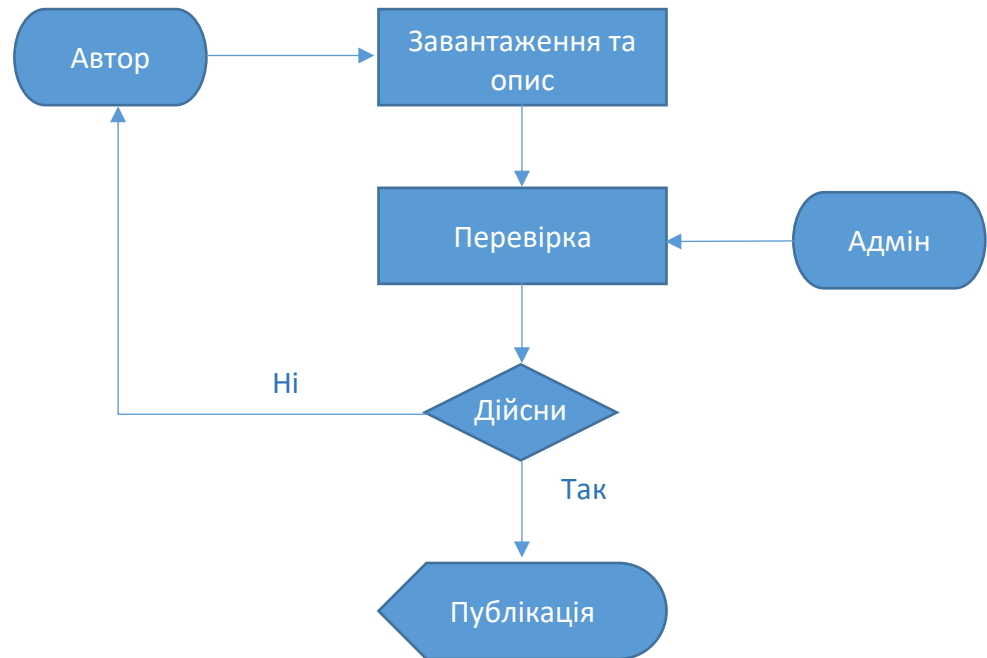 Автор
Завантаження та
опис
Перевірка
Адмін
Ні
Дійсни
Так
Публікація